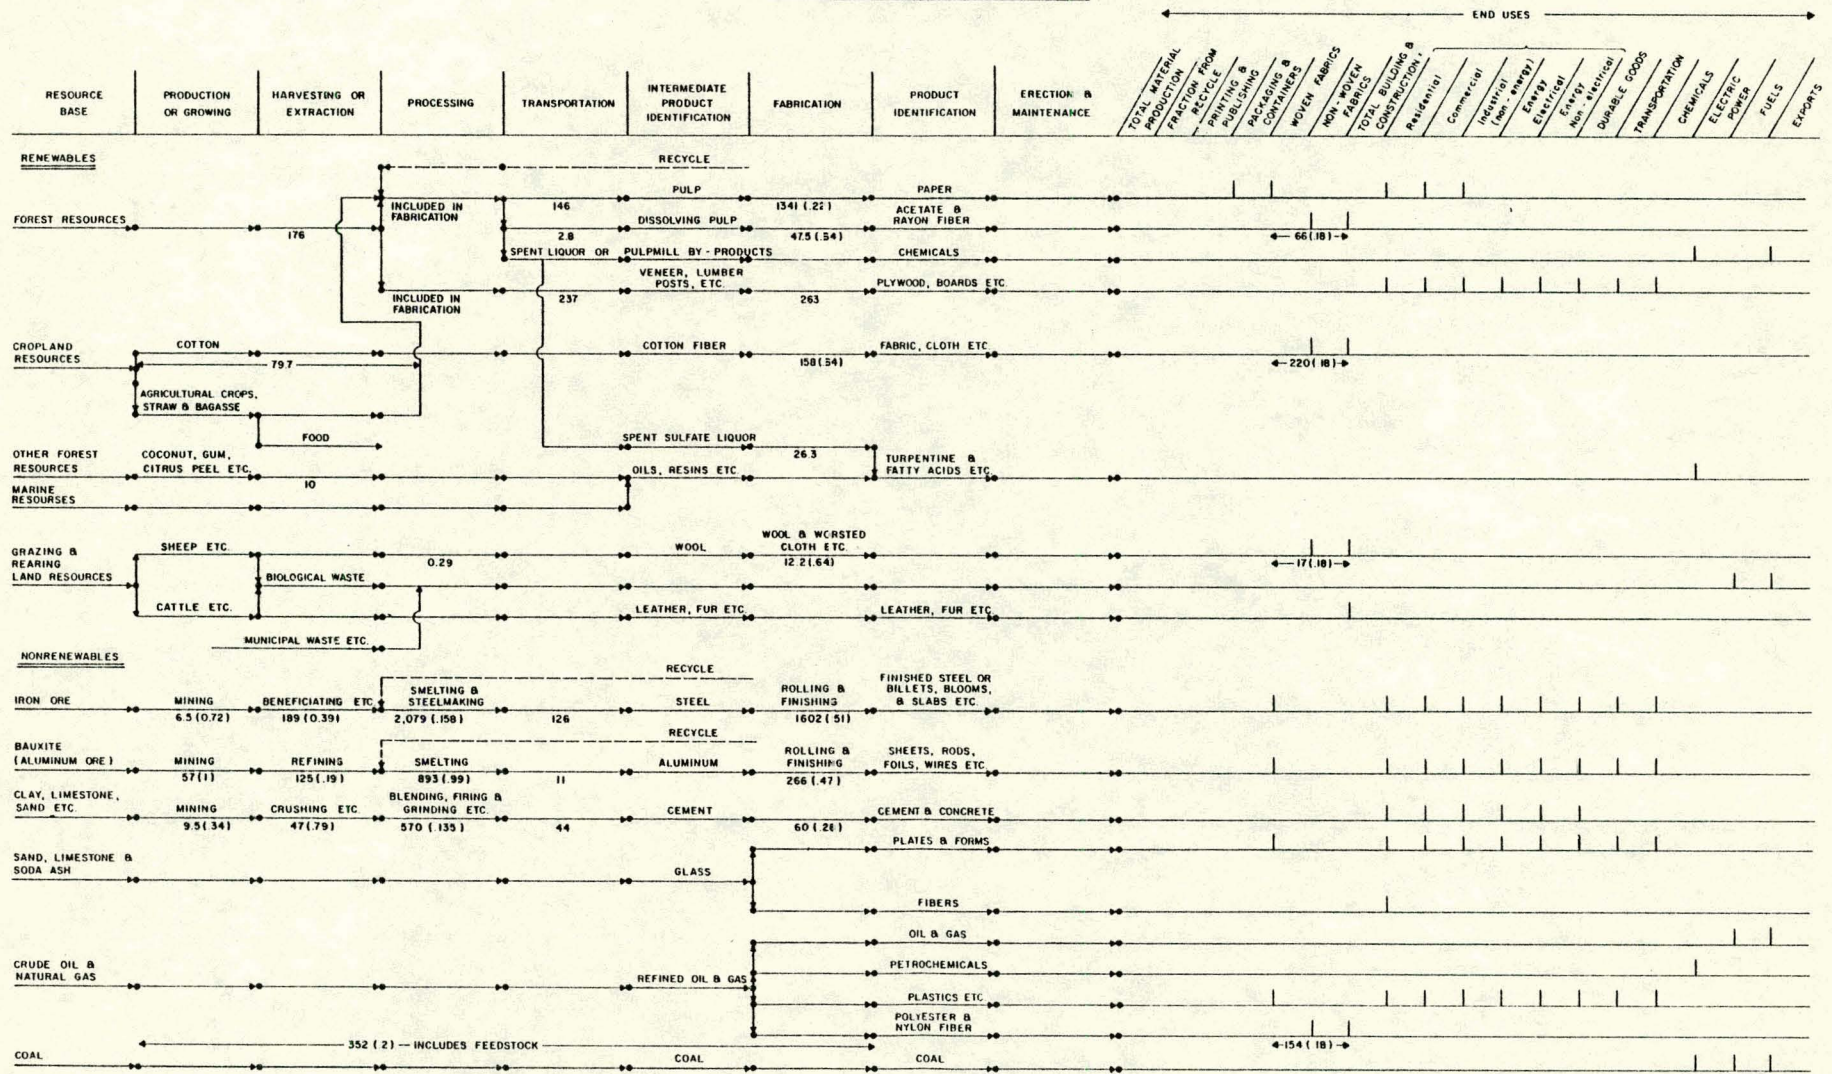 END USES
RESOURCE
BASE
PRODUCTION
OR GROWING
HARVESTING OR
EXTRACTION
PROCESSING
TRANSPORTATION
INTERMEDIATE
PRODUCT
IDENTIFICATION
FABRICATION
PRODUCT
IDENTIFICATION
ERECTION &
MAINTENANCE
TOTAL MATERIAL
PRODUCTION
FRACTION FROM
RECYCLE
PRINTING &
PUBLISHING
PACKAGING &
CONTAINERS
WOVEN FABRICS
NON-WOVEN
FABRICS
TOTAL BUILDING &
CONSTRUCTION,
Residential
Commercial
Industrial
(non-energy)
Energy
Electrical
Energy
Non-electrical
DURABLE GOODS
TRANSPORTATION
CHEMICALS
ELECTRIC
POWER
FUELS
EXPORTS
RENEWABLES
RECYCLE
PULP
PAPER
INCLUDED IN
FABRICATION
146
1341 (.22)
FOREST RESOURCES
176
DISSOLVING PULP
ACETATE &
RAYON FIBER
2.8
47.5 (.54)
66(.18)
SPENT LIQUOR OR PULPMILL BY-PRODUCTS
CHEMICALS
VENEER, LUMBER
POSTS, ETC.
PLYWOOD, BOARDS ETC.
INCLUDED IN
FABRICATION
237
263
CROPLAND
RESOURCES
COTTON
COTTON FIBER
FABRIC, CLOTH ETC.
79.7
158(.54)
220( 18)
AGRICULTURAL CROPS,
STRAW & BAGASSE
FOOD
SPENT SULFATE LIQUOR
26.3
OTHER FOREST
RESOURCES
COCONUT, GUM,
CITRUS PEEL ETC.
10
OILS, RESINS ETC.
TURPENTINE &
FATTY ACIDS ETC.
MARINE
RESOURSES
GRAZING &
REARING
LAND RESOURCES
SHEEP ETC.
0.29
WOOL
WOOL & WORSTED
CLOTH ETC.
12.2(.64)
17(.18)
BIOLOGICAL WASTE
CATTLE ETC.
LEATHER, FUR ETC.
LEATHER, FUR ETC.
MUNICIPAL WASTE ETC.
NONRENEWABLES
RECYCLE
IRON ORE
MINING
6.5 (0.72)
BENEFICIATING ETC.
189 (0.39)
SMELTING &
STEELMAKING
2,079 (.158)
126
STEEL
ROLLING &
FINISHING
1602 ( 51)
FINISHED STEEL OR
BILLETS, BLOOMS,
& SLABS ETC.
RECYCLE
BAUXITE
(ALUMINUM ORE)
MINING
57(1)
REFINING
125(.19)
SMELTING
893(.99)
11
ALUMINUM
ROLLING &
FINISHING
266 (.47)
SHEETS, RODS,
FOILS, WIRES ETC.
CLAY, LIMESTONE,
SAND ETC.
MINING
9.5(.34)
CRUSHING ETC.
47(.79)
BLENDING, FIRING &
GRINDING ETC.
570 (.135)
44
CEMENT
60 (.26)
CEMENT & CONCRETE
SAND, LIMESTONE &
SODA ASH
GLASS
PLATES & FORMS
FIBERS
CRUDE OIL &
NATURAL GAS
REFINED OIL & GAS
OIL & GAS
PETROCHEMICALS
PLASTICS ETC.
POLYESTER &
NYLON FIBER
352 ( 2) — INCLUDES FEEDSTOCK
154 ( 18)
COAL
COAL
COAL